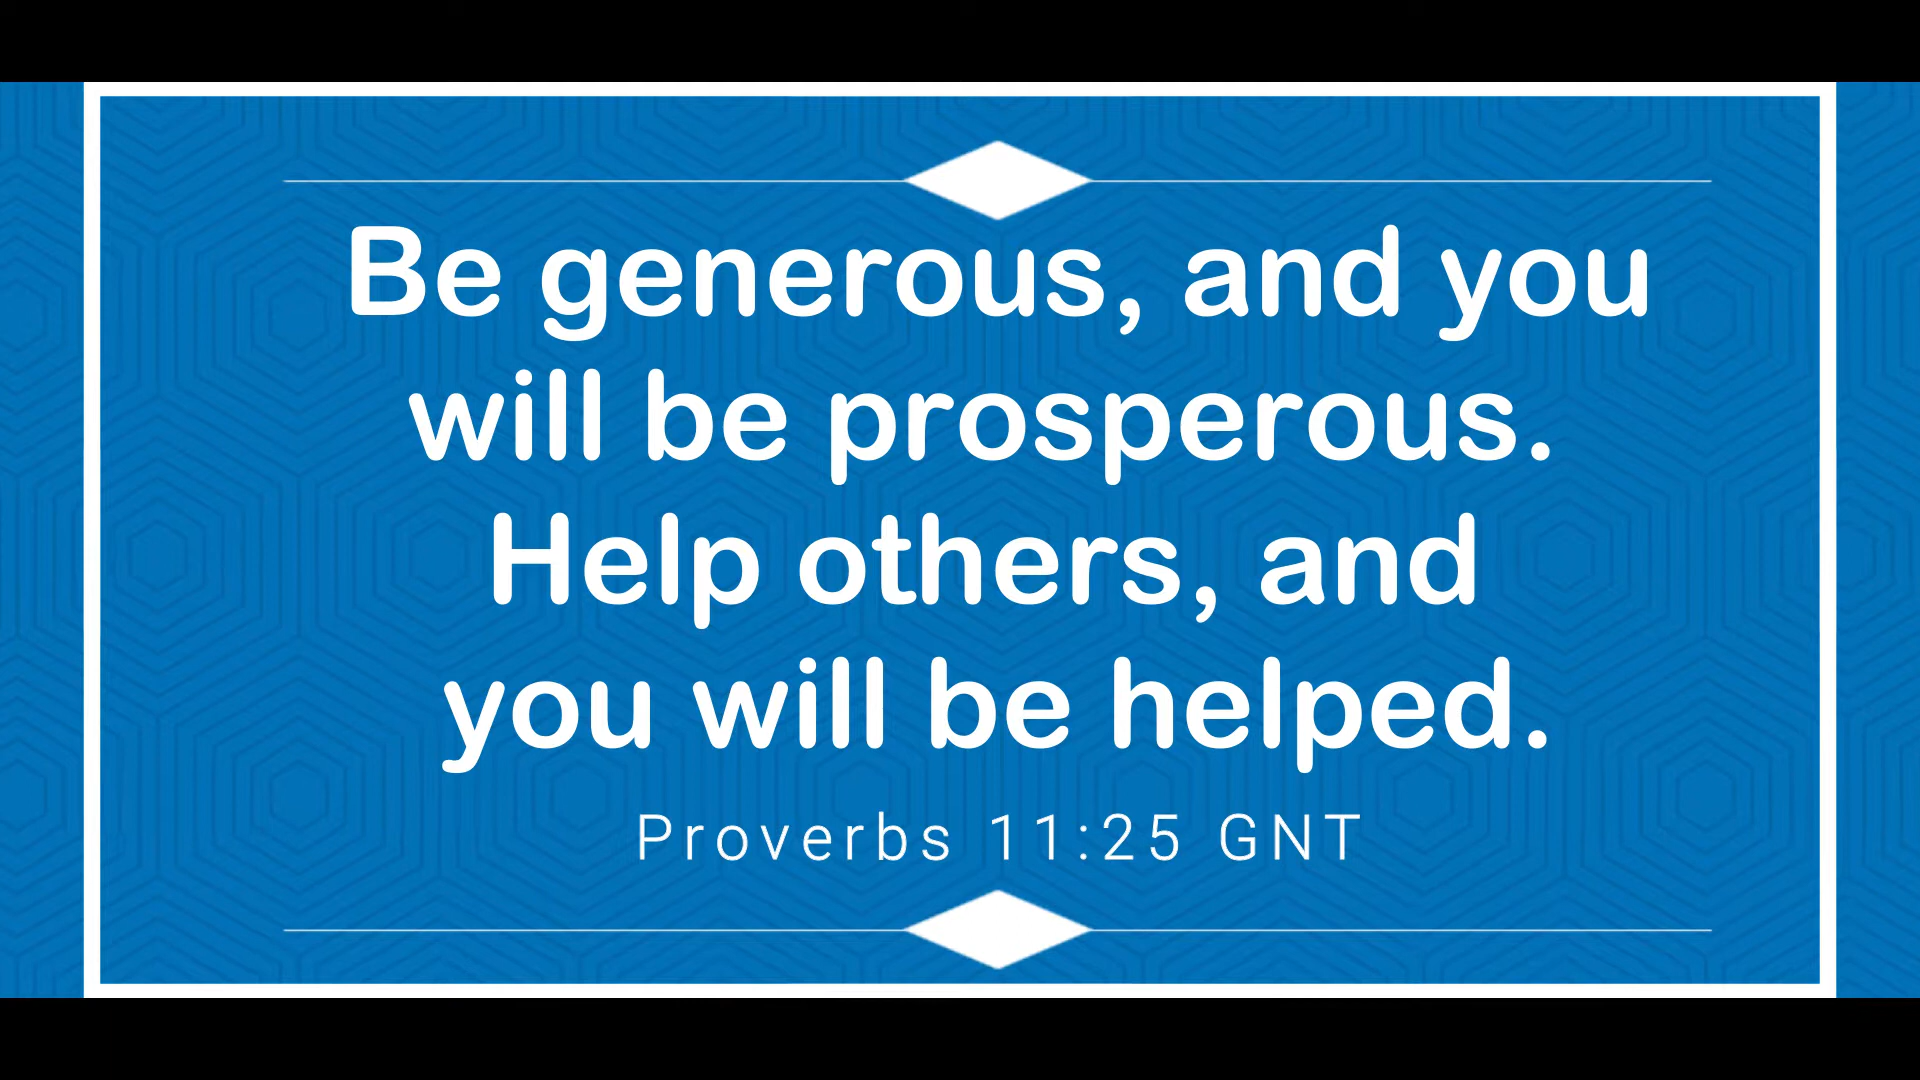 Be generous, and you
will be prosperous.
Help others, and
you will be helped.
Proverbs 11:25 GNT